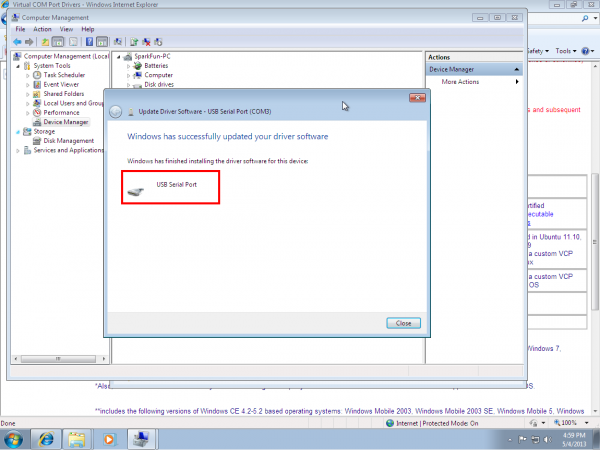 Virtual COM Port Drivers - Windows Internet Explorer
Computer Management
File Action View Help
Computer Management (Local
System Tools
Task Scheduler
Event Viewer
Shared Folders
Local Users and Group
Performance
Device Manager
Storage
Disk Management
Services and Applications
SparkFun-PC
Batteries
Computer
Disk drives
Actions
Device Manager
More Actions
Safety Tools
s and subsequent
Update Driver Software - USB Serial Port (COM3)
Windows has successfully updated your driver software
Windows has finished installing the driver software for this device:
USB Serial Port
Close
rtified
xecutable
d in Ubuntu 11.10,
a custom VCP
a custom VCP
OS
Windows 7,
*Also
OS.
**includes the following versions of Windows CE 4.2-5.2 based operating systems: Windows Mobile 2003, Windows Mobile 2003 SE, Windows Mobile 5, Windows
Done
Internet | Protected Mode: On
100%
4:59 PM
5/4/2013